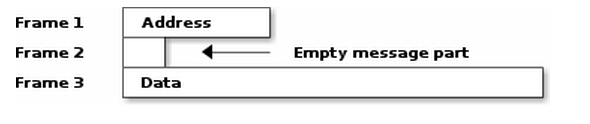 Frame 1 Address
Frame 2 Empty message part
Frame 3 Data